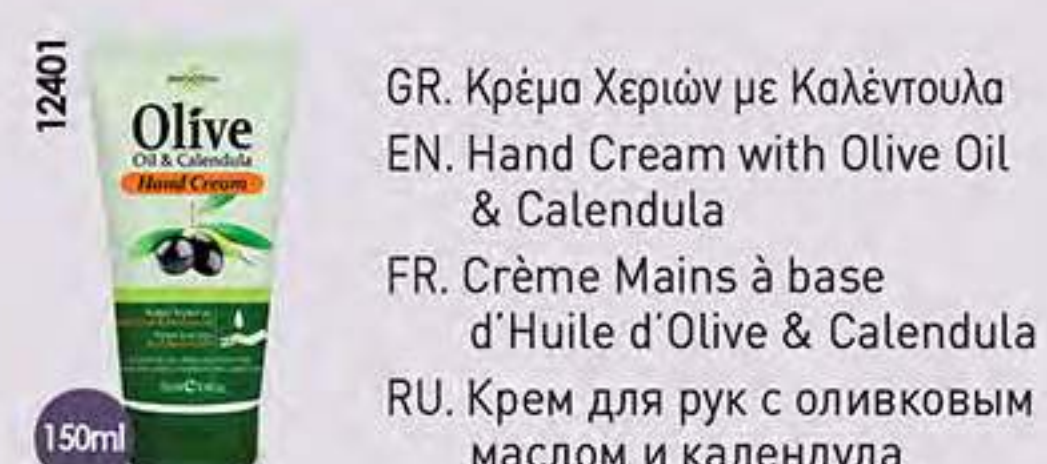 12401
Olive
Oil & Calendula
Hand Cream
150ml
GR. Κρέμα Χεριών με Καλέντουλα
EN. Hand Cream with Olive Oil
& Calendula
FR. Crème Mains à base
d'Huile d'Olive & Calendula
RU. Крем для рук с оливковым
маслом и календула